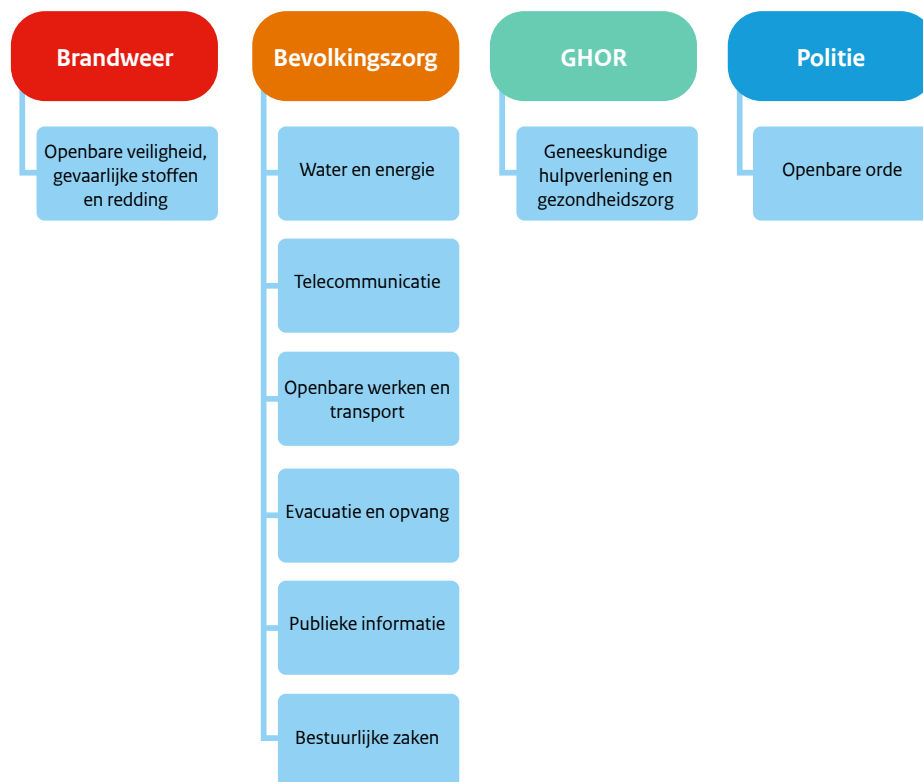 Brandweer
Bevolkingszorg
GHOR
Politie
Openbare veiligheid,
gevaarlijke stoffen
en redding
Water en energie
Geneeskundige
hulpverlening en
gezondheidszorg
Openbare orde
Telecommunicatie
Openbare werken en
transport
Evacuatie en opvang
Publieke informatie
Bestuurlijke zaken